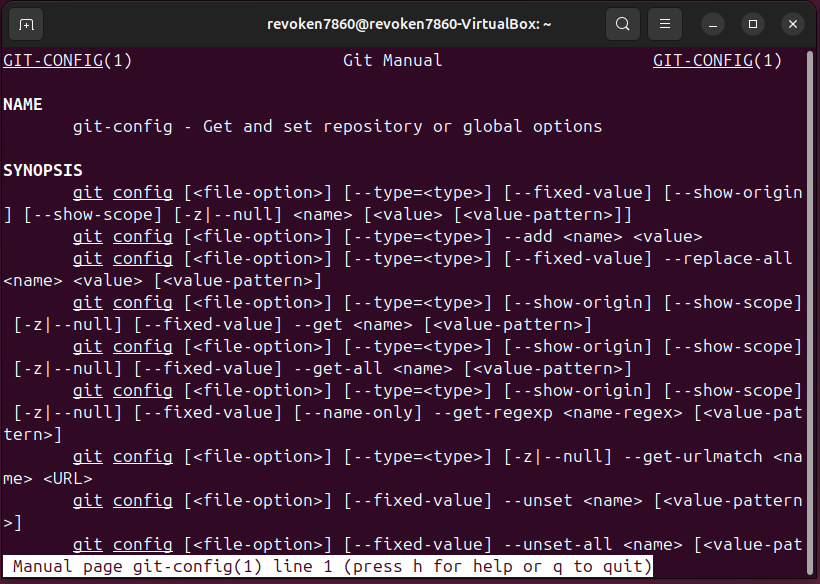 revoken7860@revoken7860-VirtualBox: ~
GIT-CONFIG(1) Git Manual GIT-CONFIG(1)
NAME
git-config - Get and set repository or global options
SYNOPSIS
git config [<file-option>] [--type=<type>] [--fixed-value] [--show-origin
] [--show-scope] [-z|--null] <name> [<value> [<value-pattern>]]
git config [<file-option>] [--type=<type>] --add <name> <value>
git config [<file-option>] [--type=<type>] [--fixed-value] --replace-all
<name> <value> [<value-pattern>]
git config [<file-option>] [--type=<type>] [--show-origin] [--show-scope]
[-z|--null] [--fixed-value] --get <name> [<value-pattern>]
git config [<file-option>] [--type=<type>] [--show-origin] [--show-scope]
[-z|--null] [--fixed-value] --get-all <name> [<value-pattern>]
git config [<file-option>] [--type=<type>] [--show-origin] [--show-scope]
[-z|--null] [--fixed-value] [--name-only] --get-regexp <name-regex> [<value-pat
tern>]
git config [<file-option>] [--type=<type>] [-z|--null] --get-urlmatch <na
me> <URL>
git config [<file-option>] [--fixed-value] --unset <name> [<value-pattern
>]
git config [<file-option>] [--fixed-value] --unset-all <name> [<value-pat
Manual page git-config(1) line 1 (press h for help or q to quit)